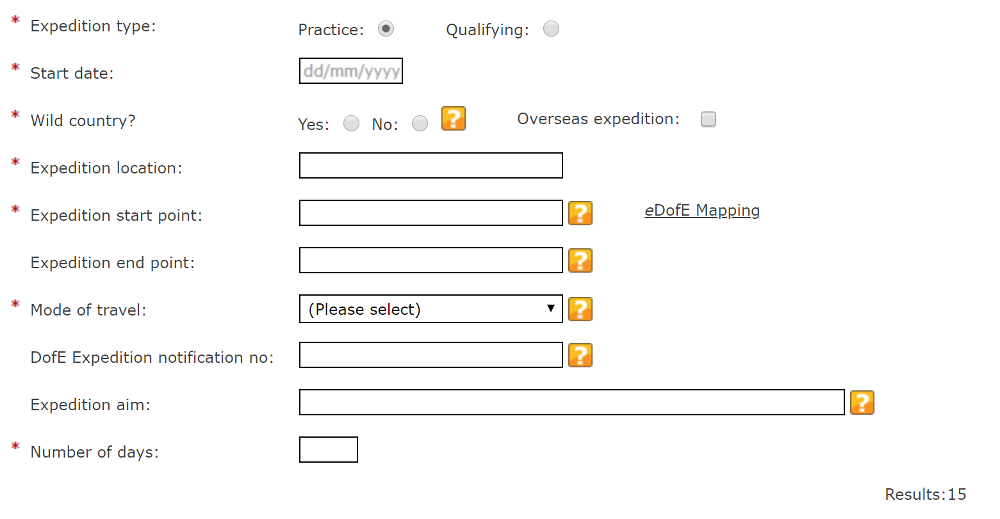 * Expedition type: Practice: Qualifying:
* Start date: dd/mm/yyyy
* Wild country? Yes: No: ? Overseas expedition:
* Expedition location:
* Expedition start point: ? eDofE Mapping
Expedition end point: ?
* Mode of travel: (Please select) ?
DofE Expedition notification no: ?
Expedition aim: ?
* Number of days:
Results:15